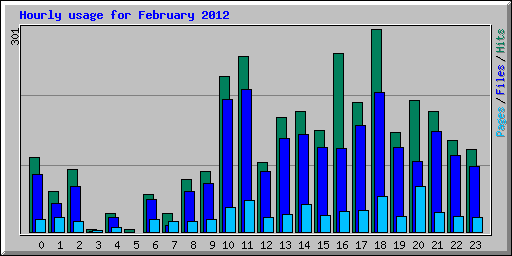 Hourly usage for February 2012
301
Pages / Files / Hits
0 1 2 3 4 5 6 7 8 9 10 11 12 13 14 15 16 17 18 19 20 21 22 23